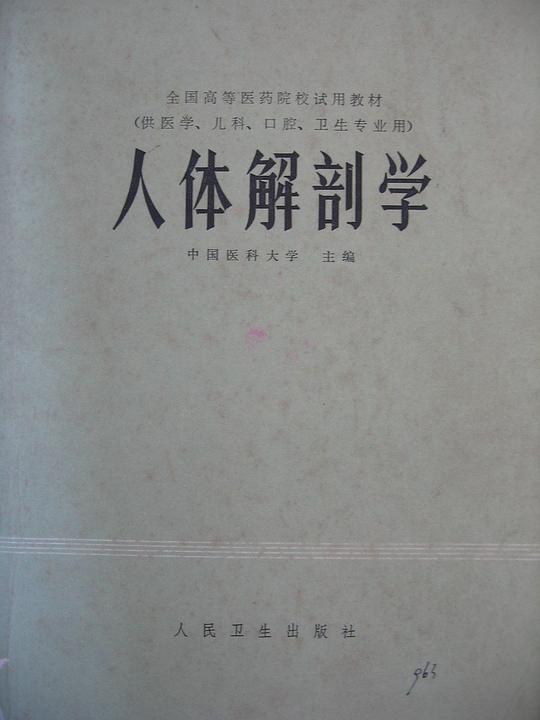 全国高等医药院校试用教材
(供医学、儿科、口腔、卫生专业用)
人体解剖学
中国医科大学 主编
人民卫生出版社
963